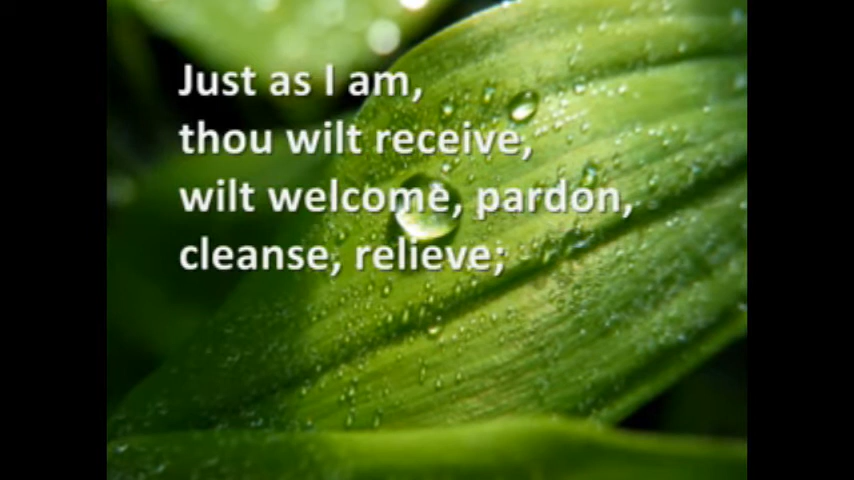 Just as I am,
thou wilt receive,
wilt welcome, pardon,
cleanse, relieve;